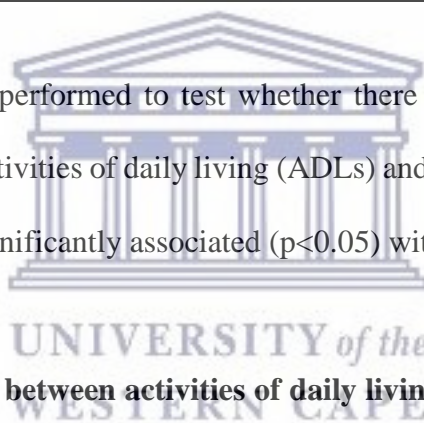 performed to test whether there
tivities of daily living (ADLs) and
nificantly associated (p<0.05) wit
UNIVERSITY of the
between activities of daily livin
WESTERN CAPE